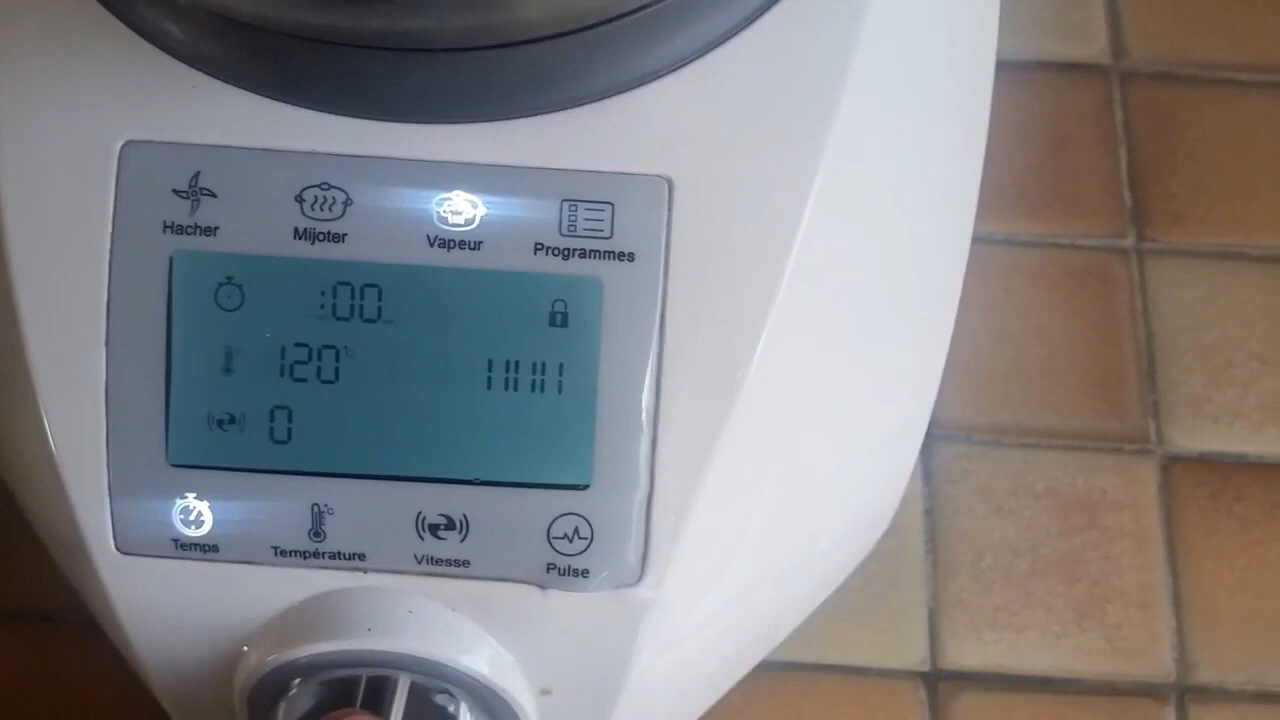 Hacher
Mijoter
Vapeur
Programmes
:00
120°C
0
Temps
°C
Température
Vitesse
Pulse